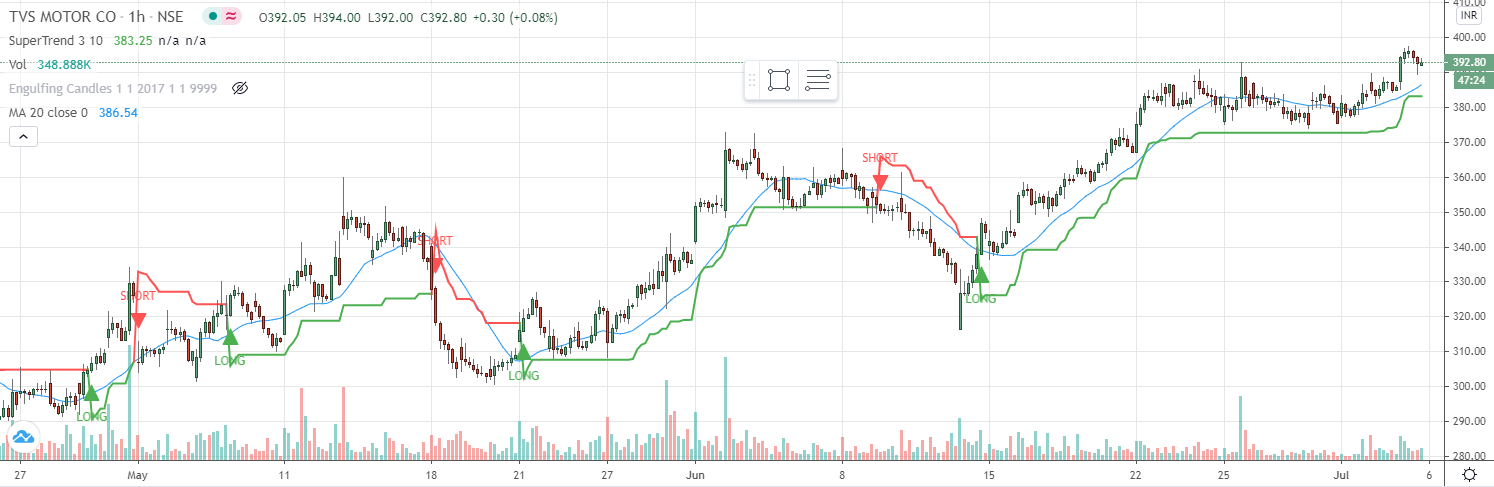 TVS MOTOR CO · 1h · NSE O392.05 H394.00 L392.00 C392.80 +0.30 (+0.08%)
SuperTrend 3 10 383.25 n/a n/a
Vol 348.888K
Engulfing Candles 1 1 2017 1 1 9999
MA 20 close 0 386.54
410.00
INR
400.00
392.80
47:24
380.00
370.00
360.00
350.00
340.00
330.00
320.00
310.00
300.00
290.00
280.00
SHORT
SHORT
SHORT
LONG
LONG
LONG
LONG
27 May 11 18 21 27 Jun 8 15 22 25 Jul 6